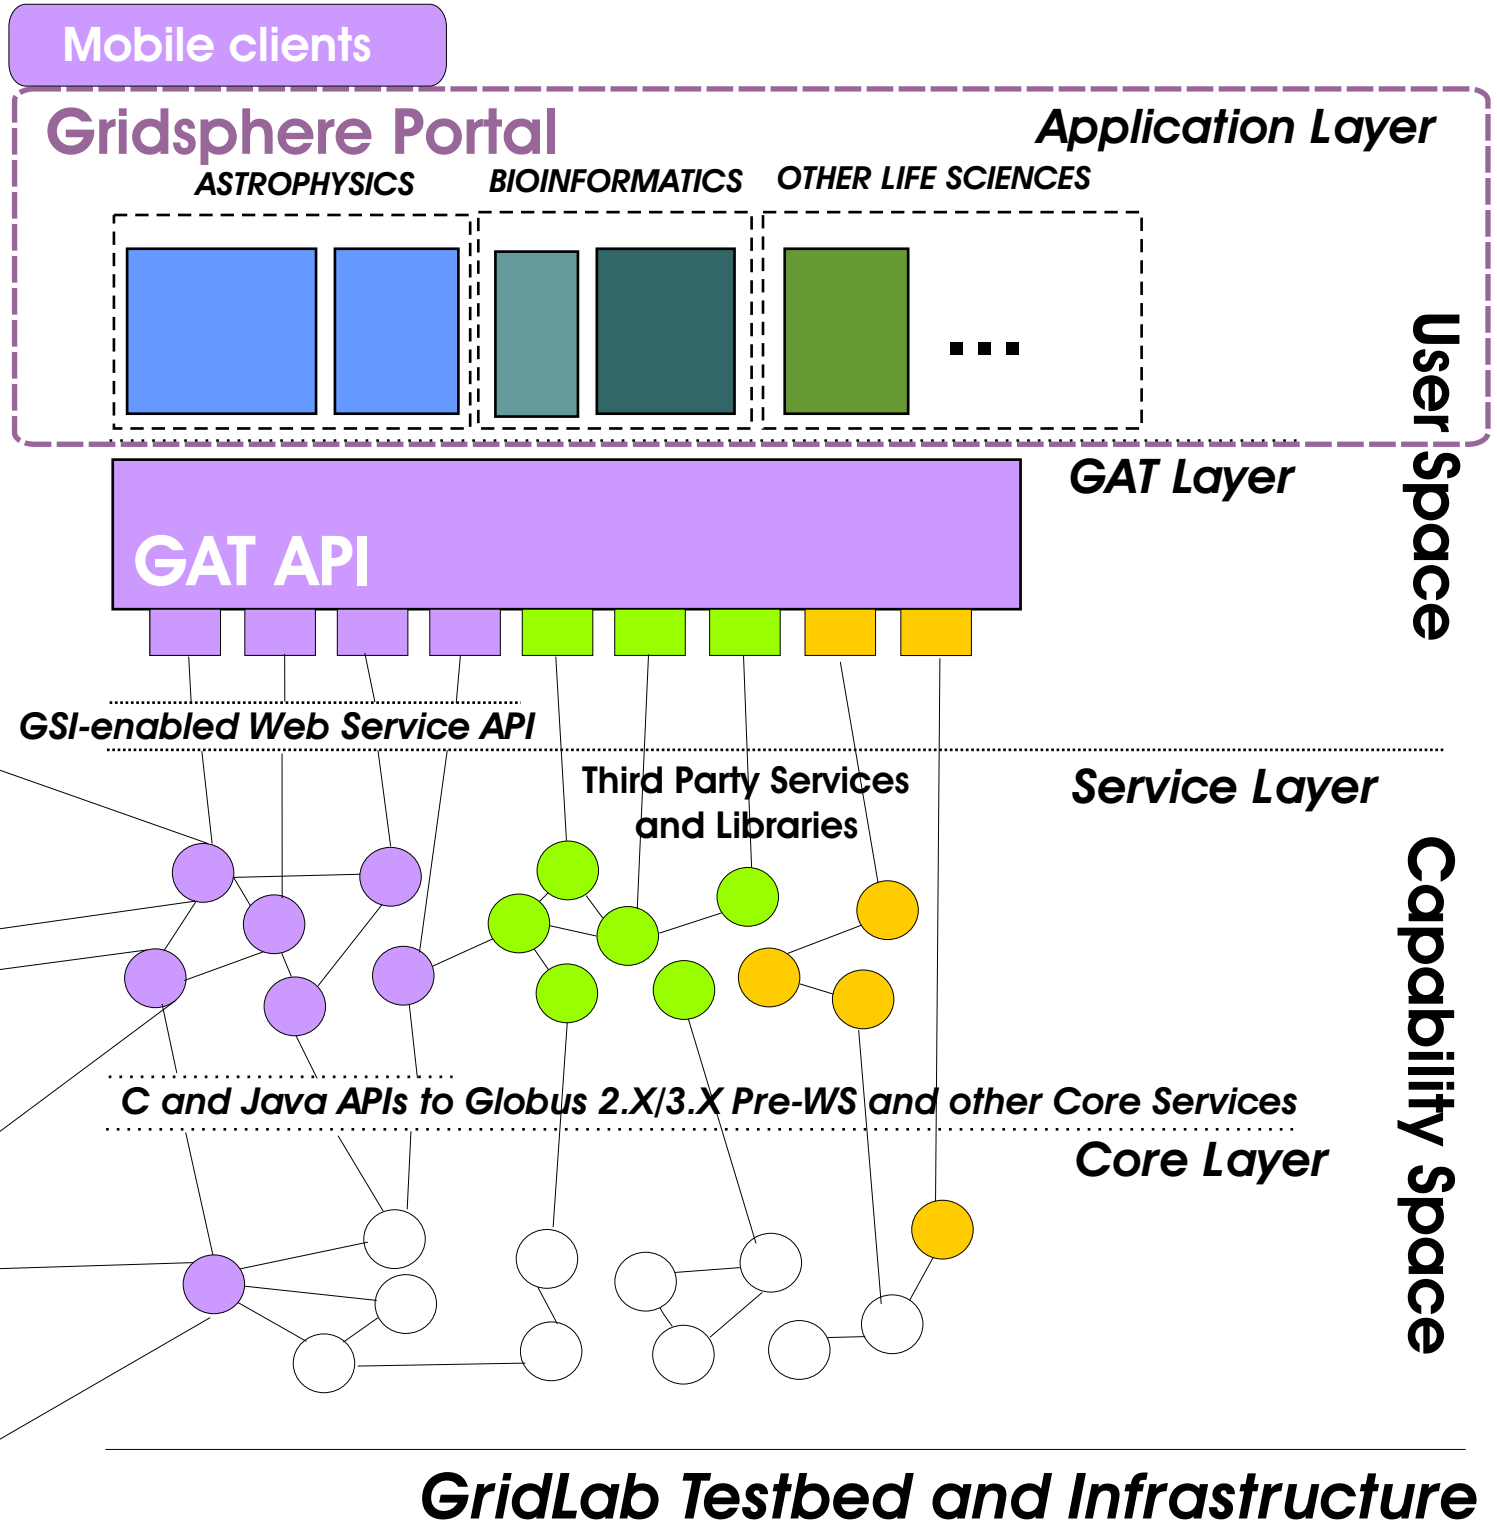 Mobile clients
Gridsphere Portal
Application Layer
ASTROPHYSICS
BIOINFORMATICS
OTHER LIFE SCIENCES
...
User Space
GAT Layer
GAT API
GSI-enabled Web Service API
Third Party Services
and Libraries
Service Layer
Capability Space
C and Java APIs to Globus 2.X/3.X Pre-WS and other Core Services
Core Layer
GridLab Testbed and Infrastructure